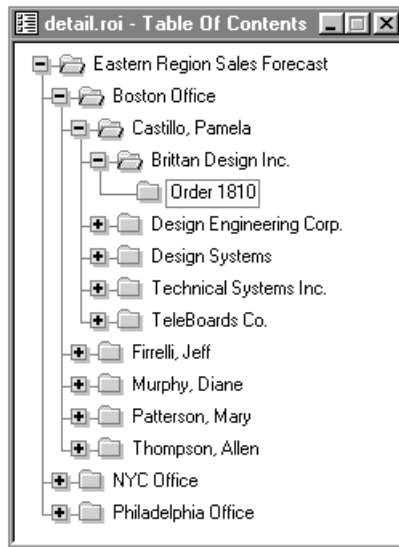 detail.roi - Table Of Contents
Eastern Region Sales Forecast
Boston Office
Castillo, Pamela
Brittan Design Inc.
Order 1810
Design Engineering Corp.
Design Systems
Technical Systems Inc.
TeleBoards Co.
Firrelli, Jeff
Murphy, Diane
Patterson, Mary
Thompson, Allen
NYC Office
Philadelphia Office